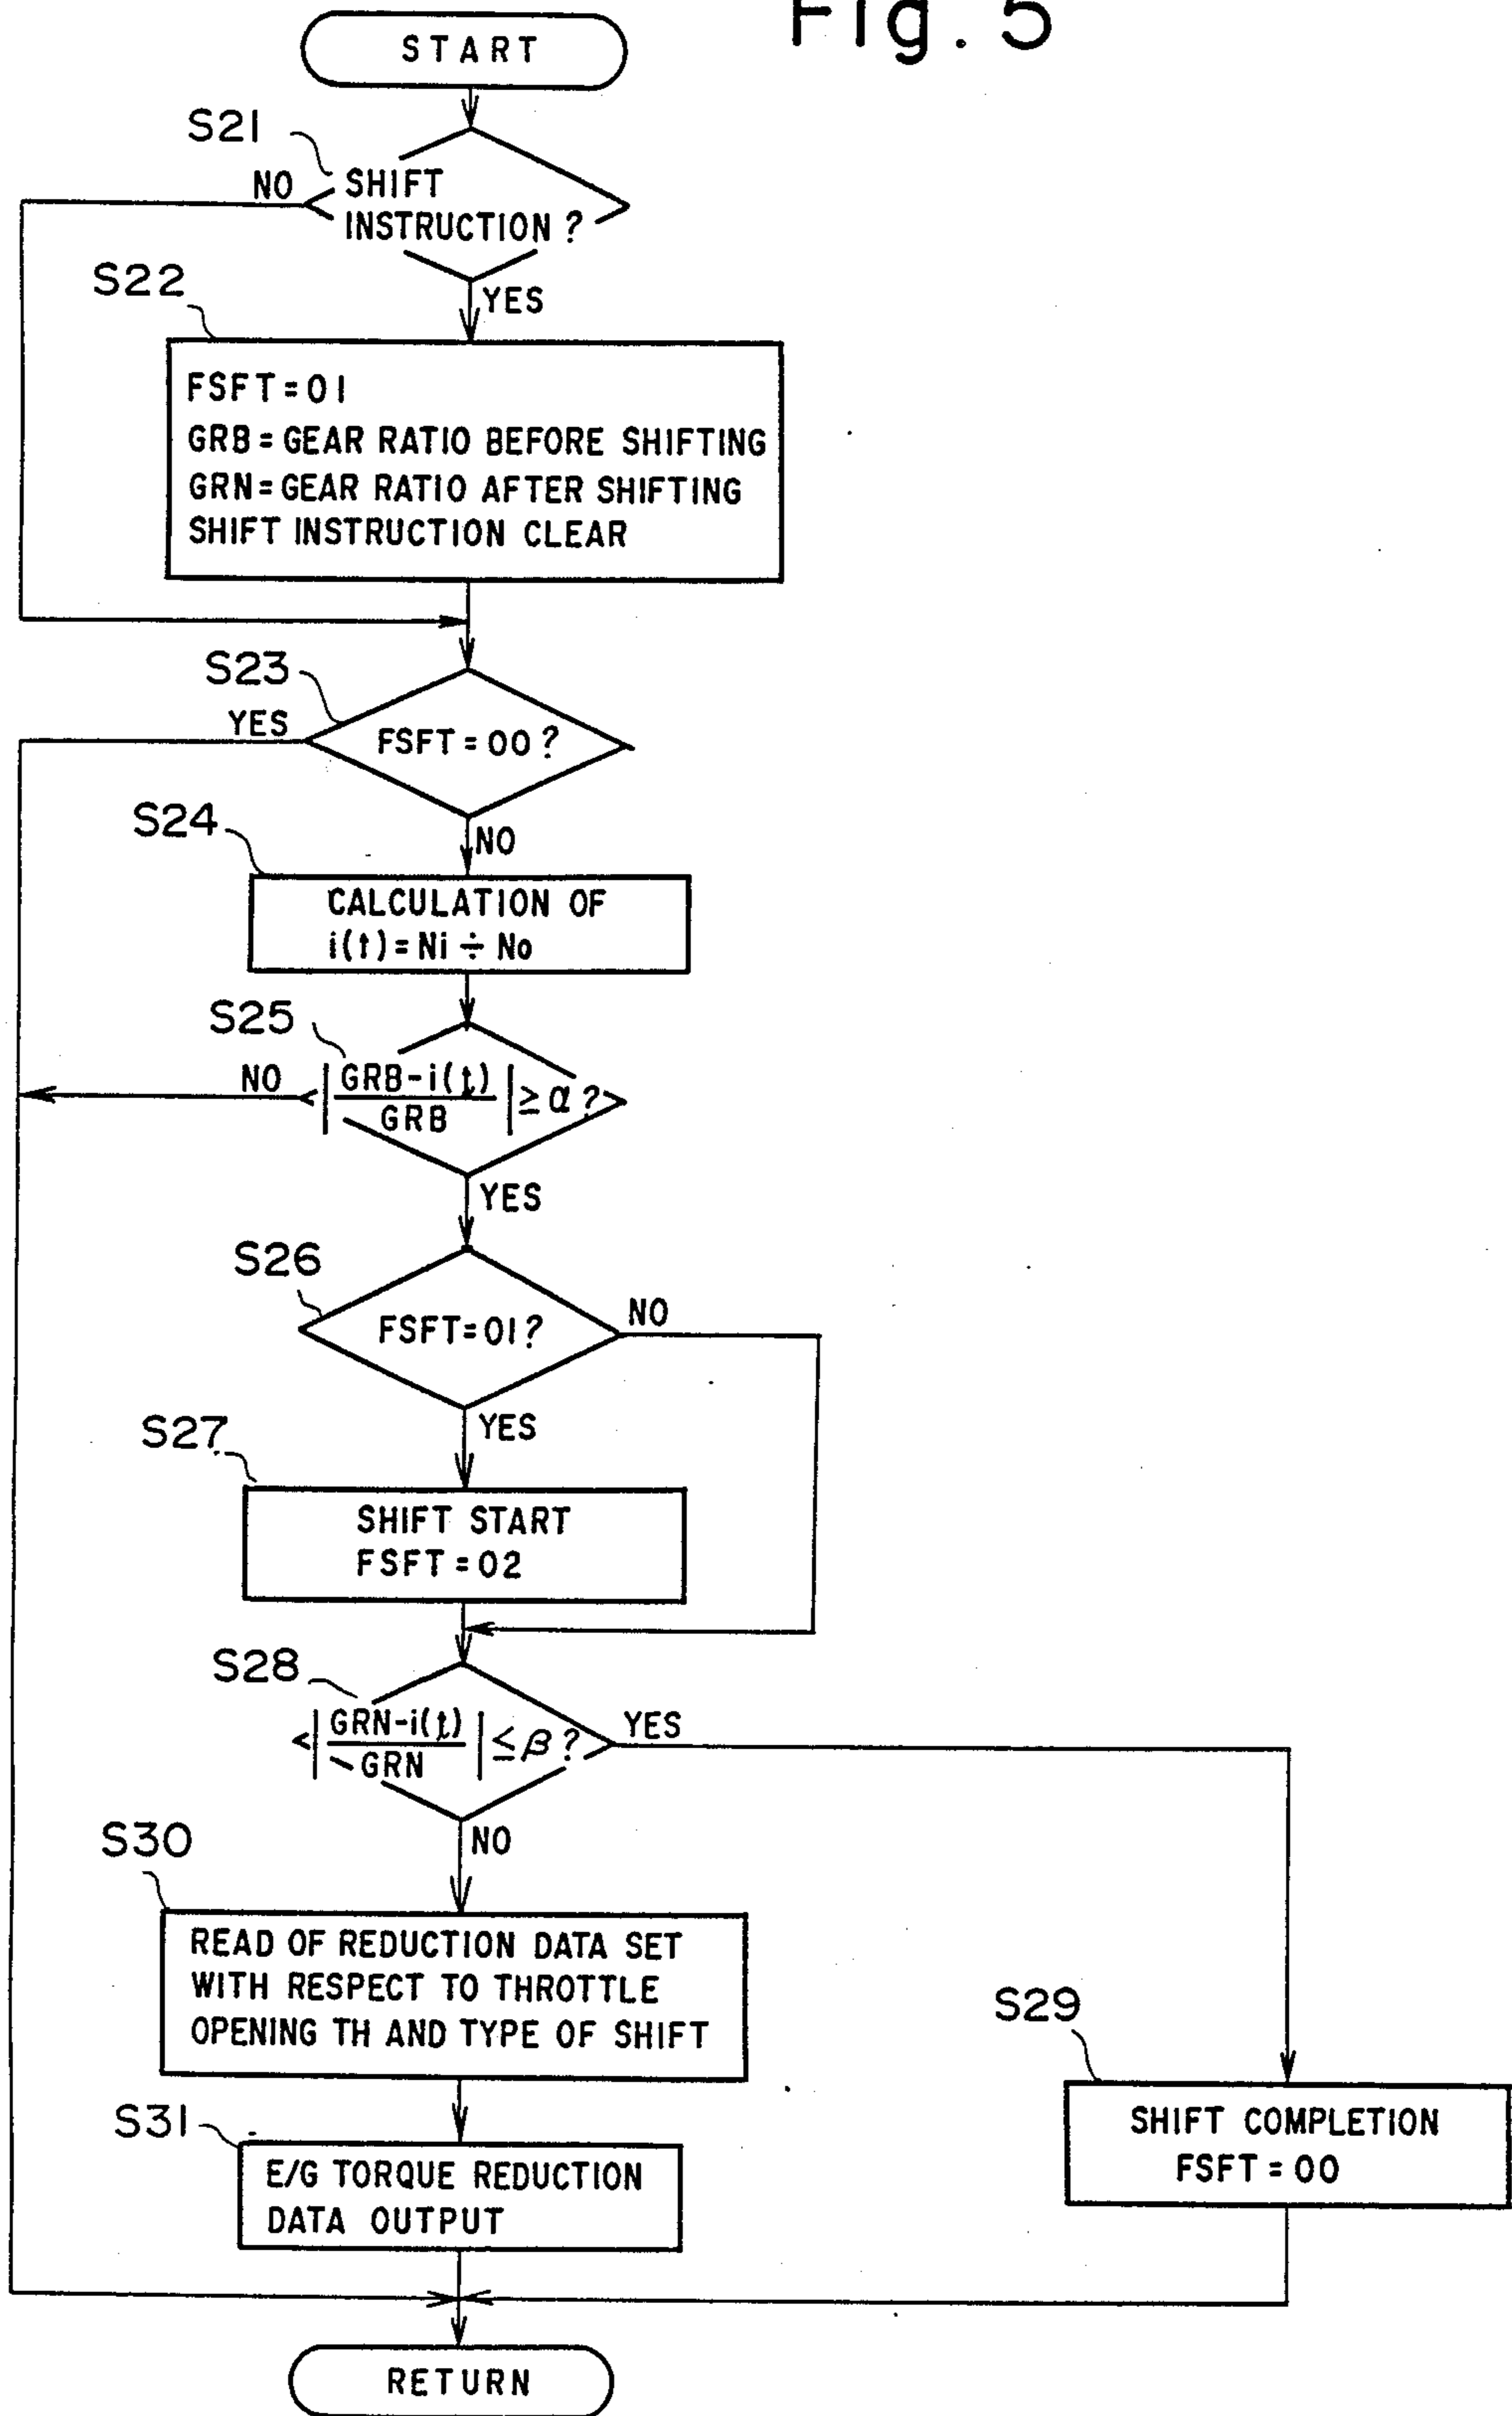 Fig. 5
START
S21
NO
SHIFT
INSTRUCTION?
YES
S22
FSFT=01
GRB=GEAR RATIO BEFORE SHIFTING
GRN=GEAR RATIO AFTER SHIFTING
SHIFT INSTRUCTION CLEAR
S23
YES
FSFT=00?
NO
S24
CALCULATION OF
i(t)=Ni÷No
S25
NO
|GRB-i(t)
GRB|≥α?
YES
S26
FSFT=01?
NO
YES
S27
SHIFT START
FSFT=02
S28
|GRN-i(t)
GRN|≤β?
YES
NO
S30
READ OF REDUCTION DATA SET
WITH RESPECT TO THROTTLE
OPENING TH AND TYPE OF SHIFT
S29
SHIFT COMPLETION
FSFT=00
S31
E/G TORQUE REDUCTION
DATA OUTPUT
RETURN